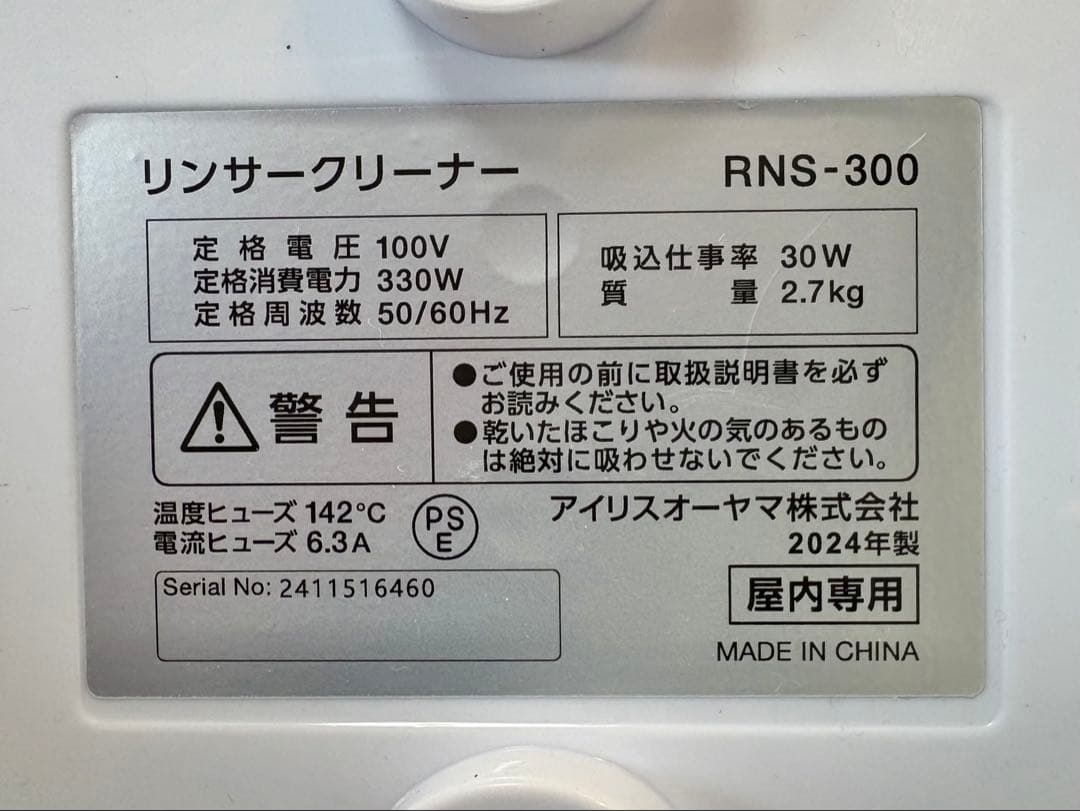 リンサークリーナー RNS-300
定格電圧 100V
定格消費電力 330W
定格周波数 50/60Hz
吸込仕事率 30W
質量 2.7kg
警告
●ご使用の前に取扱説明書を必ず
お読みください。
●乾いたほこりや火の気のあるもの
は絶対に吸わせないでください。
温度ヒューズ 142℃
電流ヒューズ 6.3A
PS
E
アイリスオーヤマ株式会社
2024年製
Serial No: 2411516460
屋内専用
MADE IN CHINA